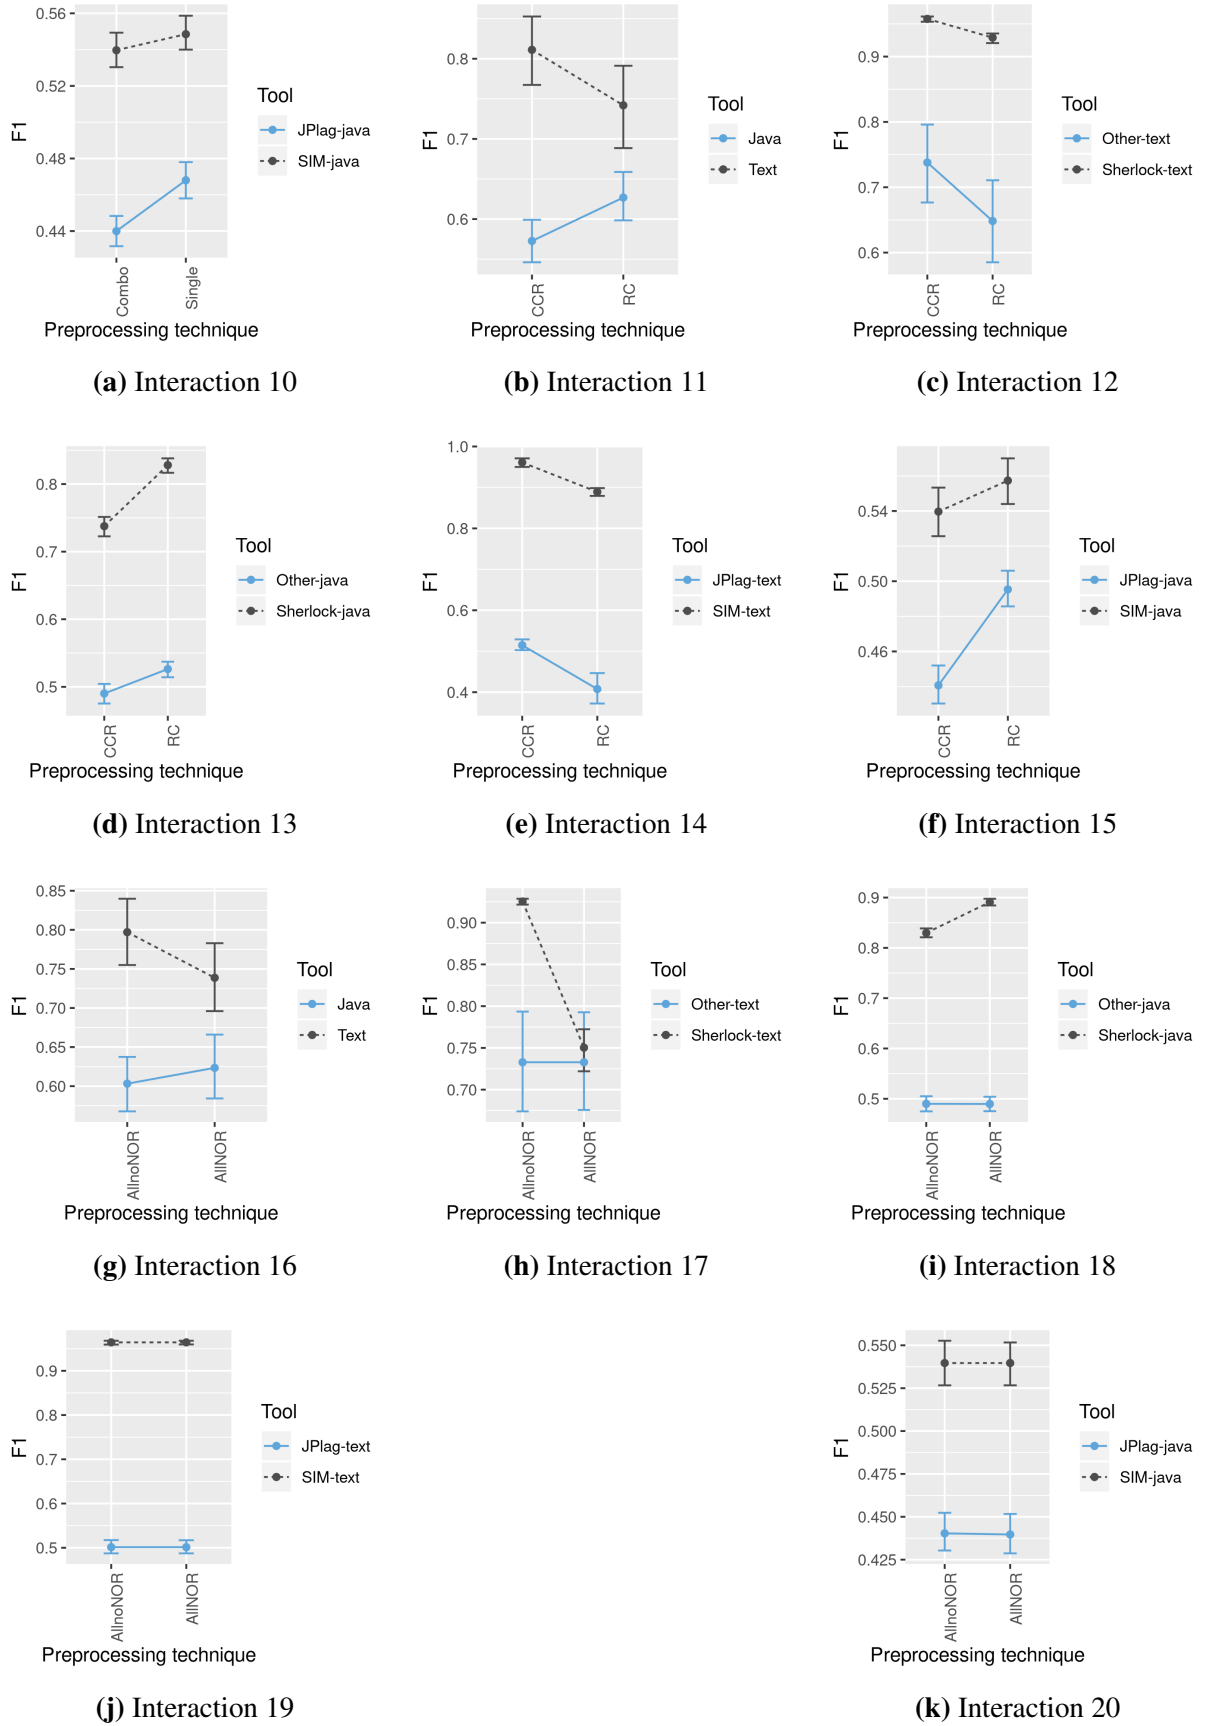 0.56
0.52
0.48
0.44
F1
Combo
Single
Preprocessing technique
Tool
JPlag-java
SIM-java
(a) Interaction 10
0.8
0.7
0.6
F1
CCR
RC
Preprocessing technique
Tool
Java
Text
(b) Interaction 11
0.9
0.8
0.7
0.6
F1
CCR
RC
Preprocessing technique
Tool
Other-text
Sherlock-text
(c) Interaction 12
0.8
0.7
0.6
0.5
F1
CCR
RC
Preprocessing technique
Tool
Other-java
Sherlock-java
(d) Interaction 13
1.0
0.8
0.6
0.4
F1
CCR
RC
Preprocessing technique
Tool
JPlag-text
SIM-text
(e) Interaction 14
0.54
0.50
0.46
F1
CCR
RC
Preprocessing technique
Tool
JPlag-java
SIM-java
(f) Interaction 15
0.85
0.80
0.75
0.70
0.65
0.60
F1
AllnoNOR
AllNOR
Preprocessing technique
Tool
Java
Text
(g) Interaction 16
0.90
0.85
0.80
0.75
0.70
F1
AllnoNOR
AllNOR
Preprocessing technique
Tool
Other-text
Sherlock-text
(h) Interaction 17
0.9
0.8
0.7
0.6
0.5
F1
AllnoNOR
AllNOR
Preprocessing technique
Tool
Other-java
Sherlock-java
(i) Interaction 18
0.9
0.8
0.7
0.6
0.5
F1
AllnoNOR
AllNOR
Preprocessing technique
Tool
JPlag-text
SIM-text
(j) Interaction 19
0.550
0.525
0.500
0.475
0.450
0.425
F1
AllnoNOR
AllNOR
Preprocessing technique
Tool
JPlag-java
SIM-java
(k) Interaction 20